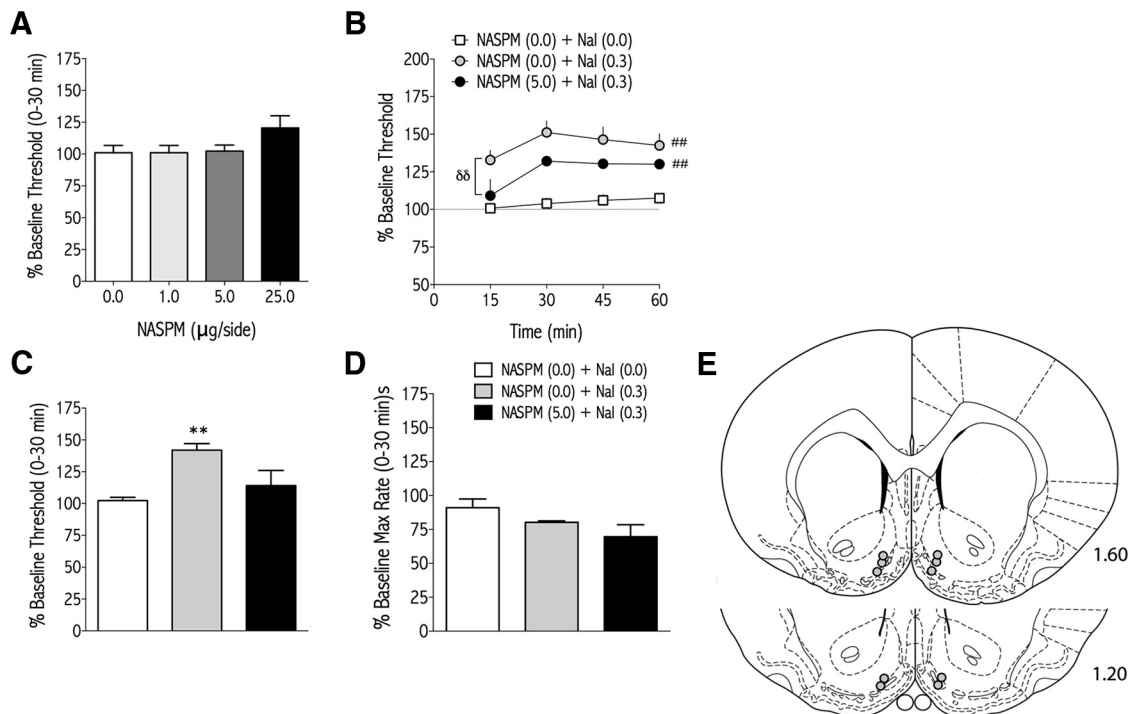 A
% Baseline Threshold (0-30 min)
175
150
125
100
75
50
25
0
0.0 1.0 5.0 25.0
NASPM (µg/side)
B
NASPM (0.0) + Nal (0.0)
NASPM (0.0) + Nal (0.3)
NASPM (5.0) + Nal (0.3)
% Baseline Threshold
200
150
125
100
75
50
δδ
##
##
0 15 30 45 60
Time (min)
C
% Baseline Threshold (0-30 min)
175
150
125
100
75
50
25
0
**
D
NASPM (0.0) + Nal (0.0)
NASPM (0.0) + Nal (0.3)
NASPM (5.0) + Nal (0.3)
% Baseline Max Rate (0-30 min)s
175
150
125
100
75
50
25
0
E
1.60
1.20